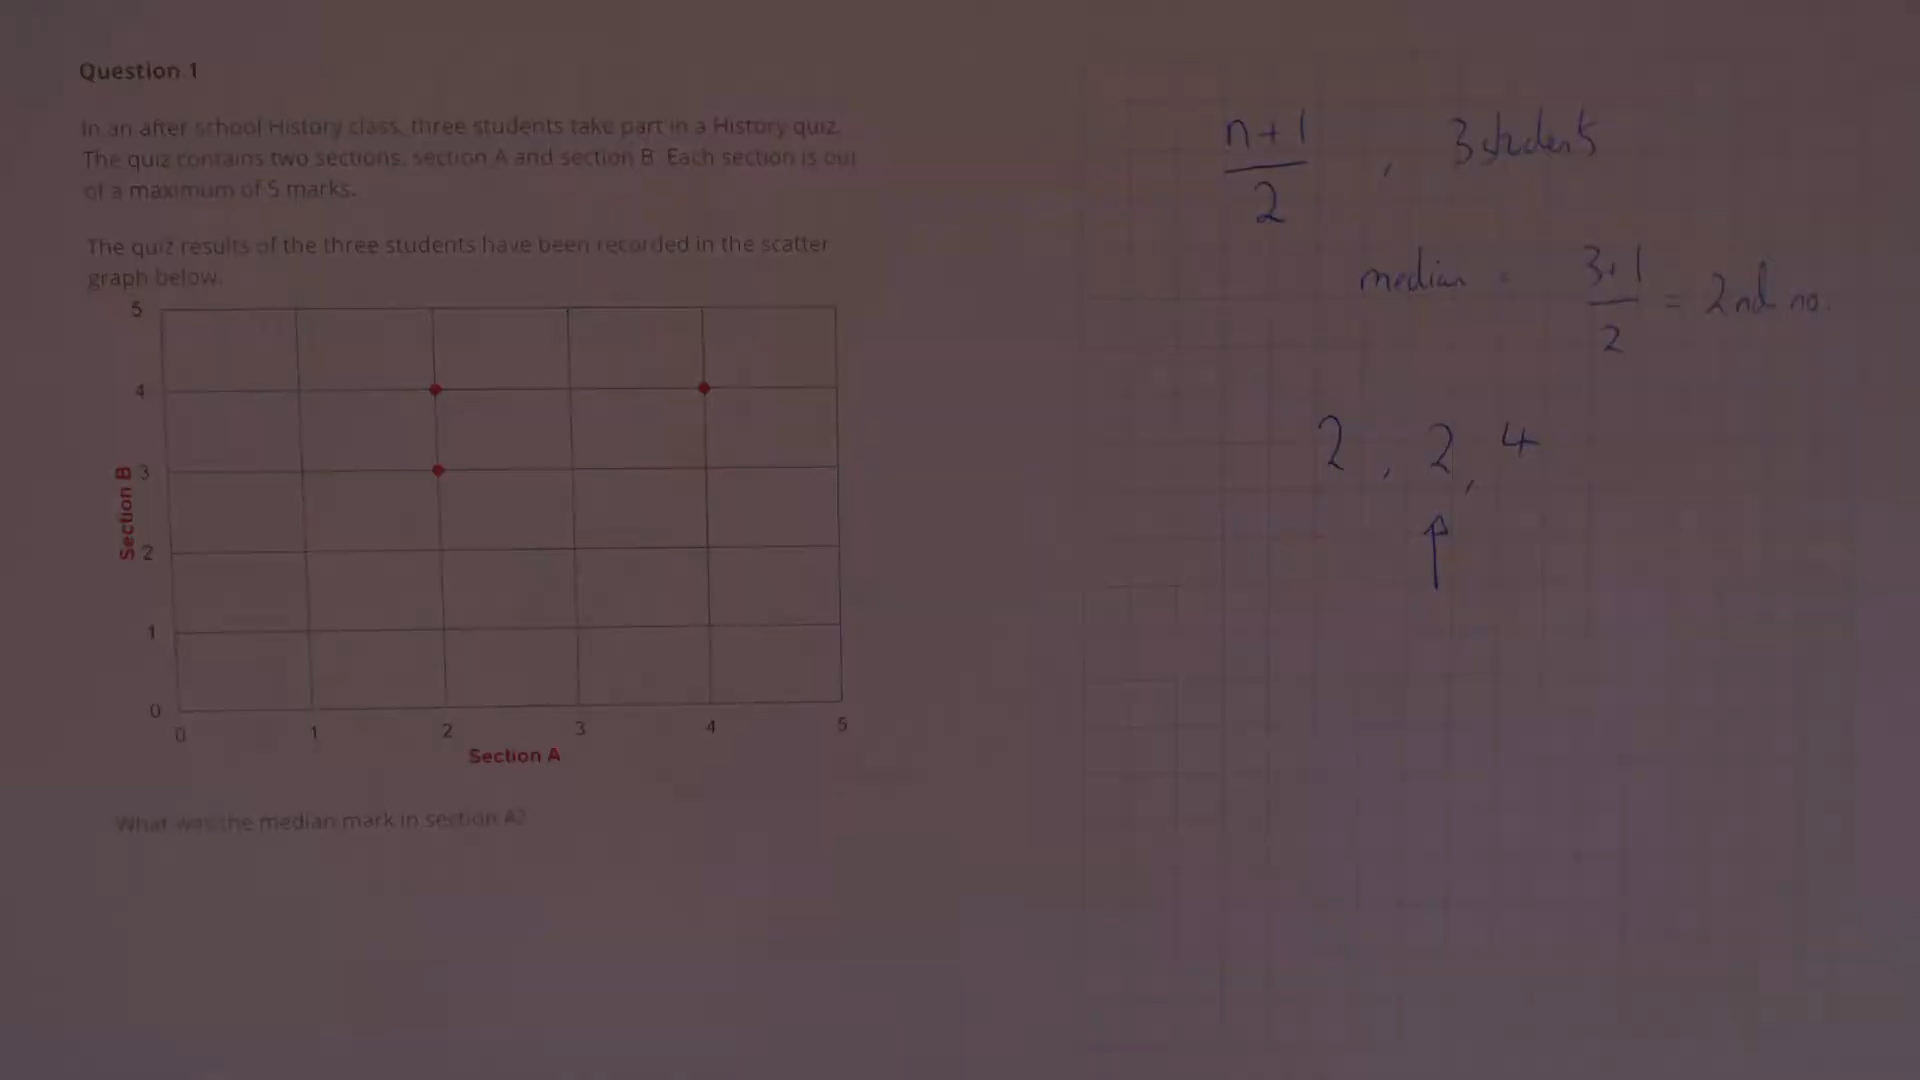 Question 1
In an after school History class, three students take part in a History quiz.
The quiz contains two sections, section A and section B. Each section is out
of a maximum of 5 marks.
The quiz results of the three students have been recorded in the scatter
graph below.
5
4
3
2
1
0
Section B
0 1 2 3 4 5
Section A
What was the median mark in section A?
n+1
2
, 3 students
median = 3+1
2
= 2nd no.
2, 2, 4